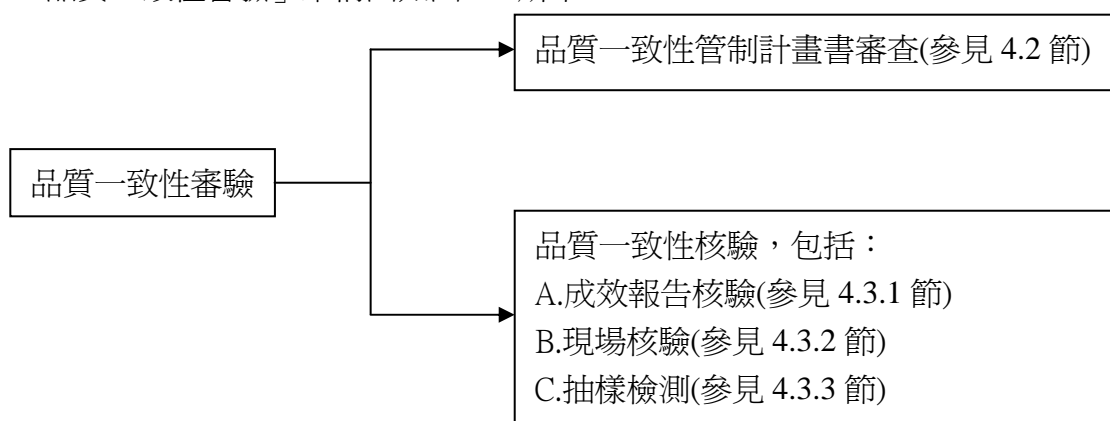 品質一致性管制計畫書審查(參見 4.2 節)
品質一致性審驗
品質一致性核驗，包括：
A.成效報告核驗(參見 4.3.1 節)
B.現場核驗(參見 4.3.2 節)
C.抽樣檢測(參見 4.3.3 節)